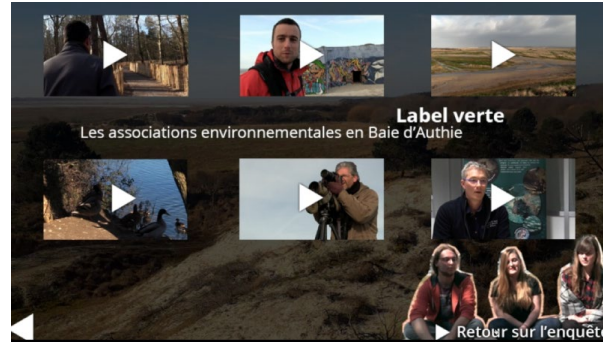 Label verte
Les associations environnementales en Baie d'Authie
Retour sur l'enquête